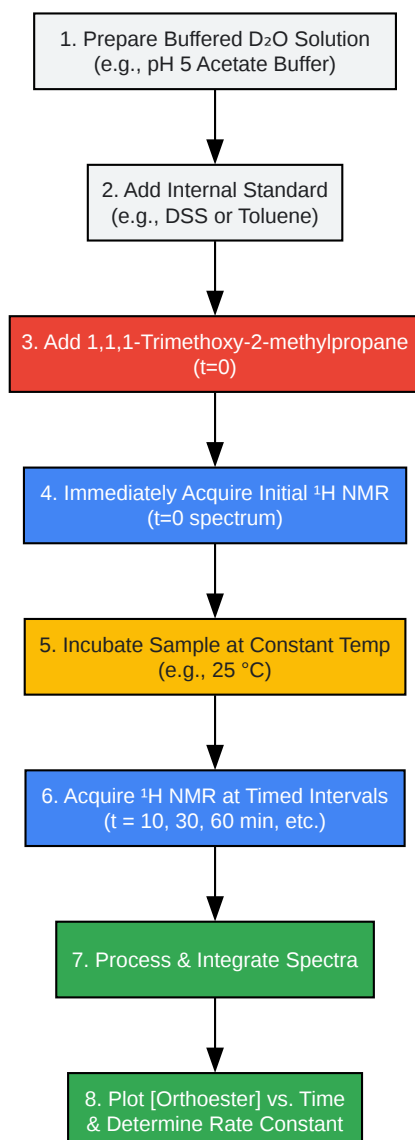 1. Prepare Buffered D₂O Solution
(e.g., pH 5 Acetate Buffer)
2. Add Internal Standard
(e.g., DSS or Toluene)
3. Add 1,1,1-Trimethoxy-2-methylpropane
(t=0)
4. Immediately Acquire Initial ¹H NMR
(t=0 spectrum)
5. Incubate Sample at Constant Temp
(e.g., 25 °C)
6. Acquire ¹H NMR at Timed Intervals
(t = 10, 30, 60 min, etc.)
7. Process & Integrate Spectra
8. Plot [Orthoester] vs. Time
& Determine Rate Constant